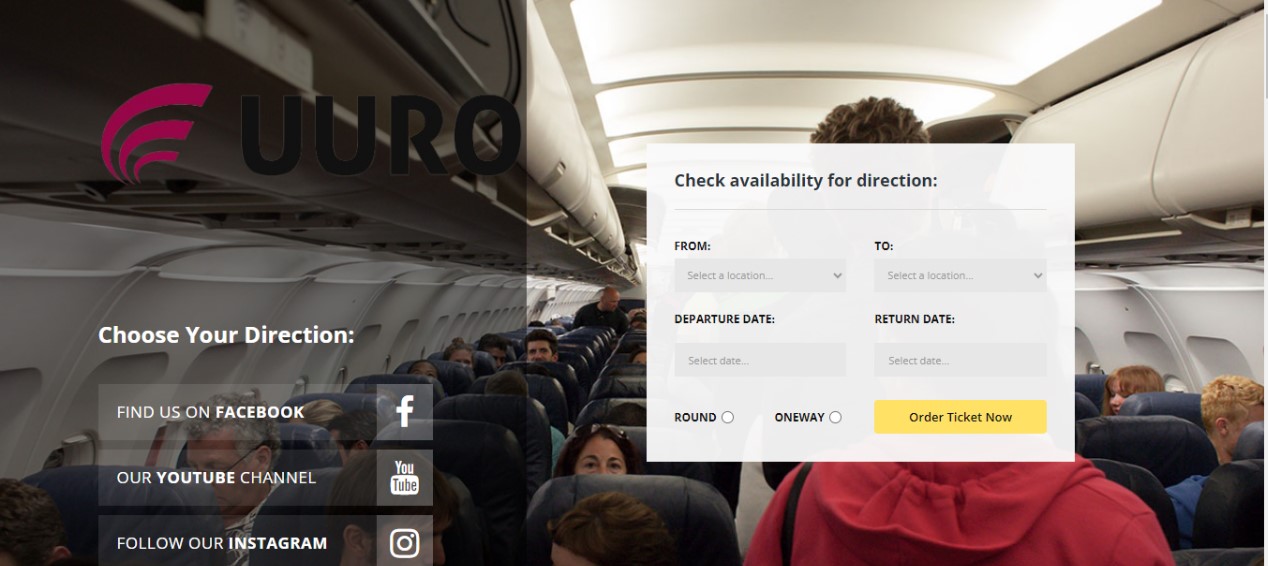 UURO
Choose Your Direction:
FIND US ON FACEBOOK
OUR YOUTUBE CHANNEL
You
Tube
FOLLOW OUR INSTAGRAM
Check availability for direction:
FROM:
TO:
Select a location...
Select a location...
DEPARTURE DATE:
RETURN DATE:
Select date...
Select date...
ROUND
ONEWAY
Order Ticket Now